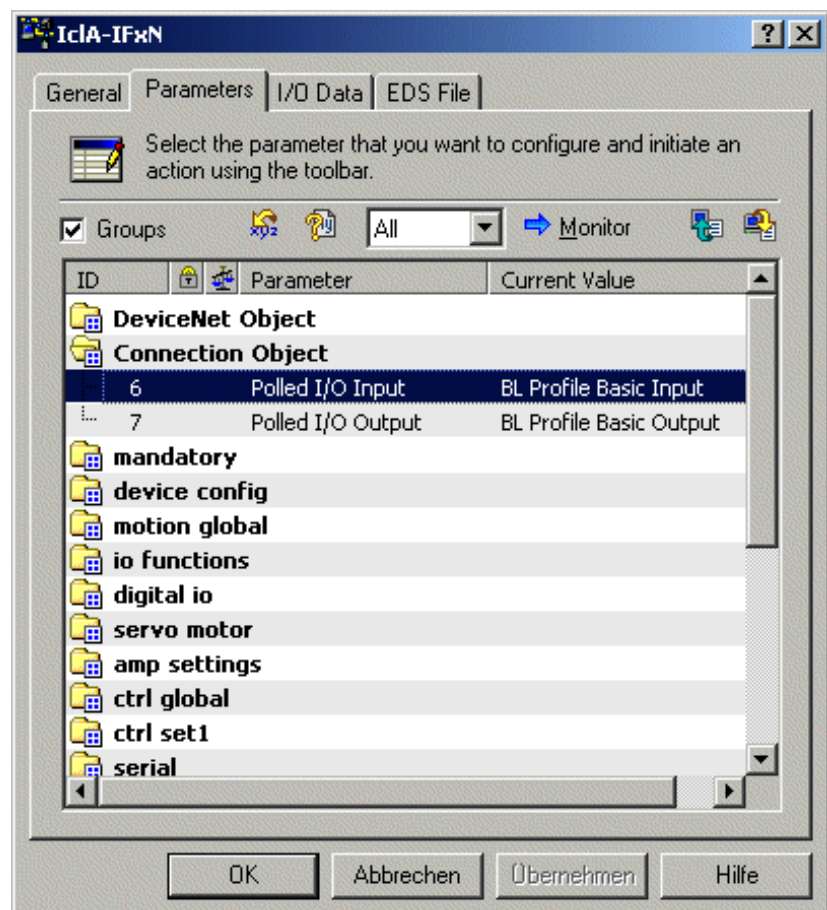 IclA-IFxN
General Parameters I/O Data EDS File
Select the parameter that you want to configure and initiate an
action using the toolbar.
Groups xyz All Monitor
ID Parameter Current Value
DeviceNet Object
Connection Object
6 Polled I/O Input BL Profile Basic Input
7 Polled I/O Output BL Profile Basic Output
mandatory
device config
motion global
io functions
digital io
servo motor
amp settings
ctrl global
ctrl set1
serial
OK Abbrechen Übernehmen Hilfe